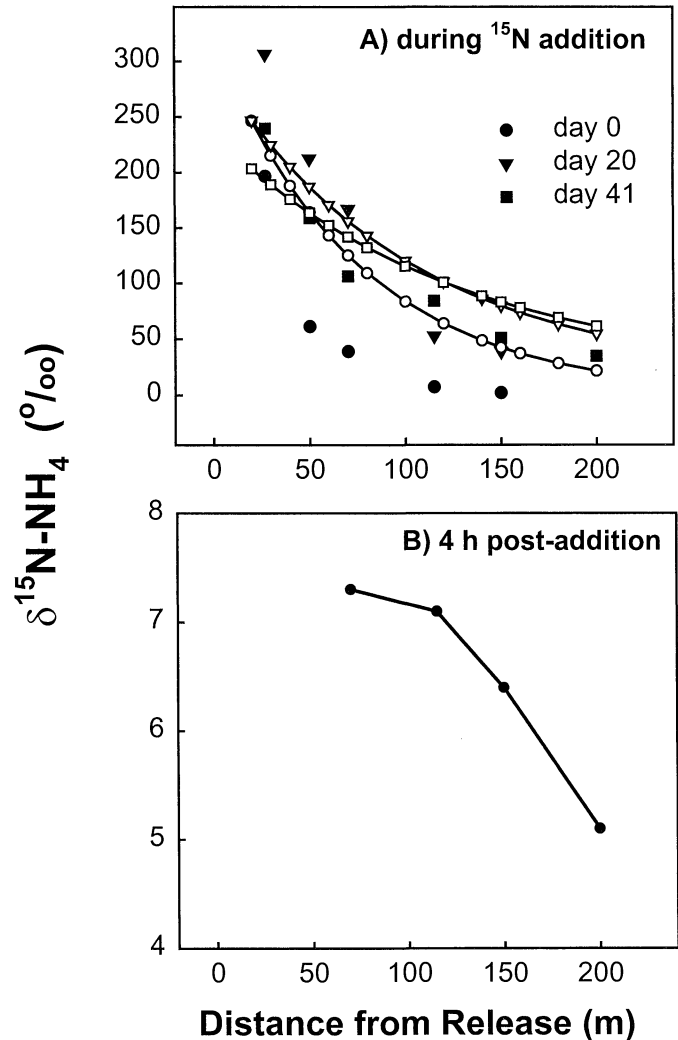 A) during ¹⁵N addition
300
250
200
150
100
50
0
day 0
day 20
day 41
0 50 100 150 200
δ¹⁵N-NH₄ (⁰/₀₀)
B) 4 h post-addition
8
7
6
5
4
0 50 100 150 200
Distance from Release (m)